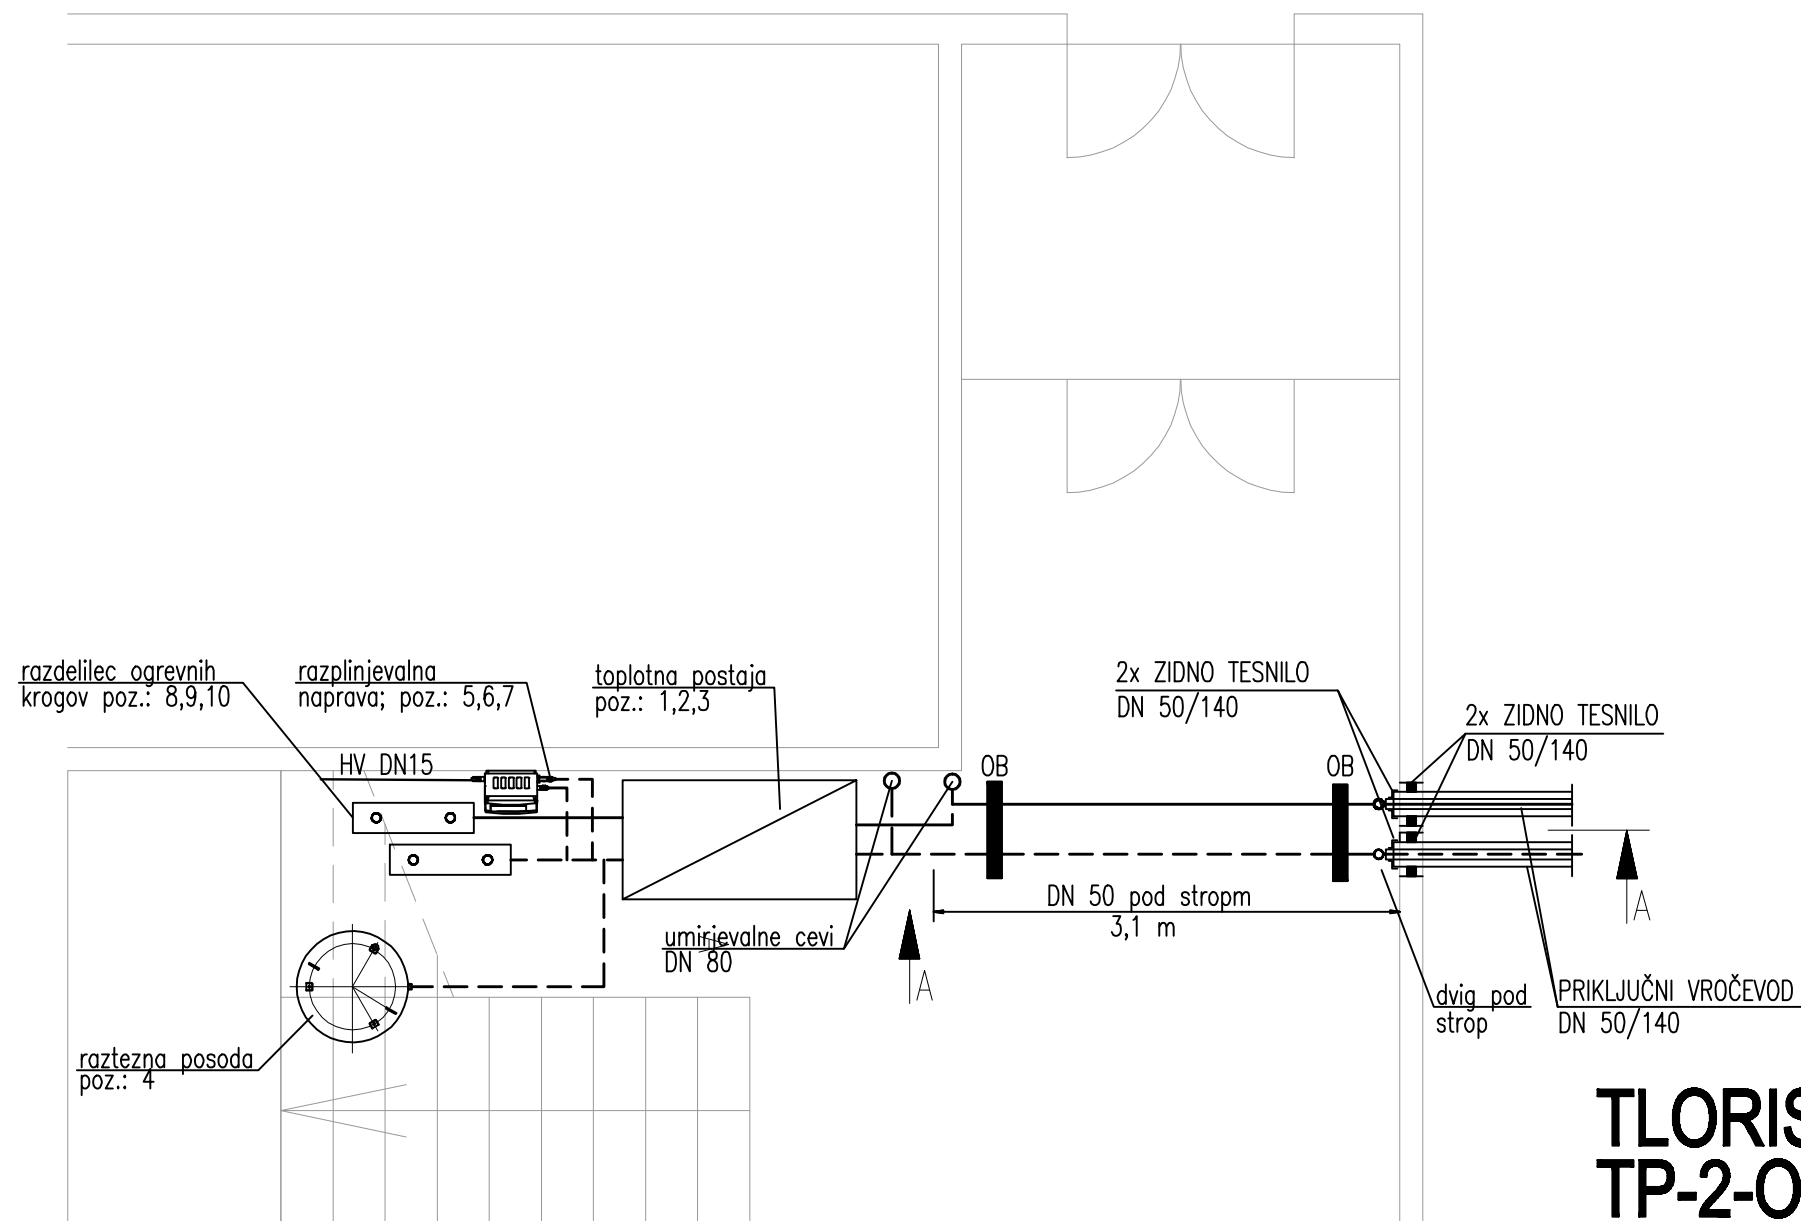 razdelilec ogrevnih
krogov poz.: 8,9,10
razplinjevalna
naprava; poz.: 5,6,7
toplotna postaja
poz.: 1,2,3
2x ZIDNO TESNILO
DN 50/140
2x ZIDNO TESNILO
DN 50/140
HV DN15
OB
OB
DN 50 pod stropm
3,1 m
umirjevalne cevi
DN 80
A
A
dvig pod
strop
PRIKLJUČNI VROČEVOD
DN 50/140
raztezna posoda
poz.: 4
TLORIS
TP-2-O